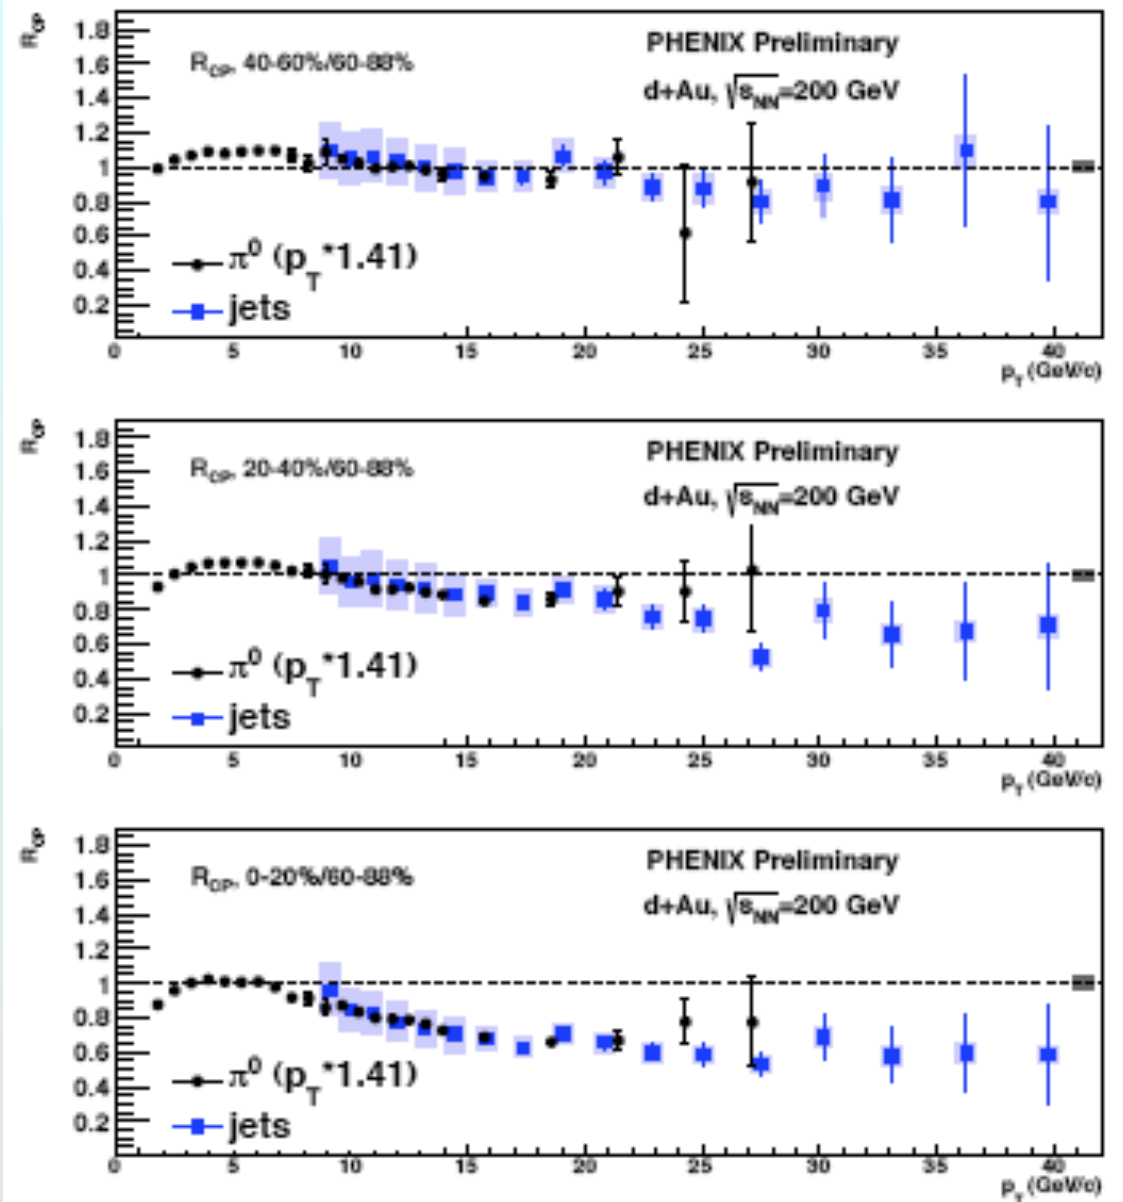 R_CP
1.8
1.6
1.4
1.2
1
0.8
0.6
0.4
0.2
R_CP, 40-60%/60-88%
PHENIX Preliminary
d+Au, √s_NN=200 GeV
π⁰ (p_T*1.41)
jets
0 5 10 15 20 25 30 35 40
p_T (GeV/c)
R_CP
1.8
1.6
1.4
1.2
1
0.8
0.6
0.4
0.2
R_CP, 20-40%/60-88%
PHENIX Preliminary
d+Au, √s_NN=200 GeV
π⁰ (p_T*1.41)
jets
0 5 10 15 20 25 30 35 40
p_T (GeV/c)
R_CP
1.8
1.6
1.4
1.2
1
0.8
0.6
0.4
0.2
R_CP, 0-20%/60-88%
PHENIX Preliminary
d+Au, √s_NN=200 GeV
π⁰ (p_T*1.41)
jets
0 5 10 15 20 25 30 35 40
p_T (GeV/c)